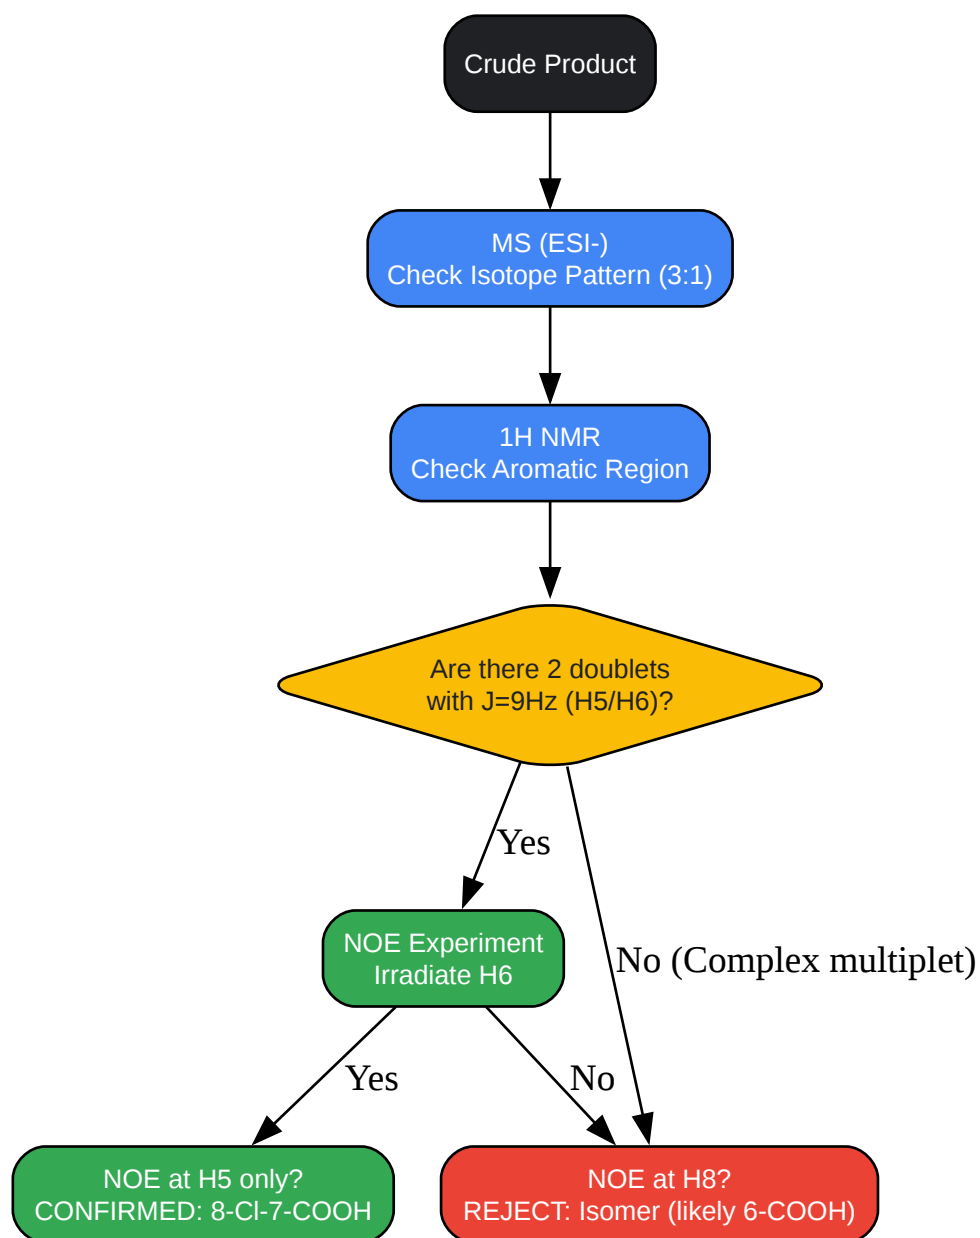 Crude Product
MS (ESI-)
Check Isotope Pattern (3:1)
1H NMR
Check Aromatic Region
Are there 2 doublets
with J=9Hz (H5/H6)?
Yes
NOE Experiment
Irradiate H6
No (Complex multiplet)
Yes
No
NOE at H5 only?
CONFIRMED: 8-Cl-7-COOH
NOE at H8?
REJECT: Isomer (likely 6-COOH)